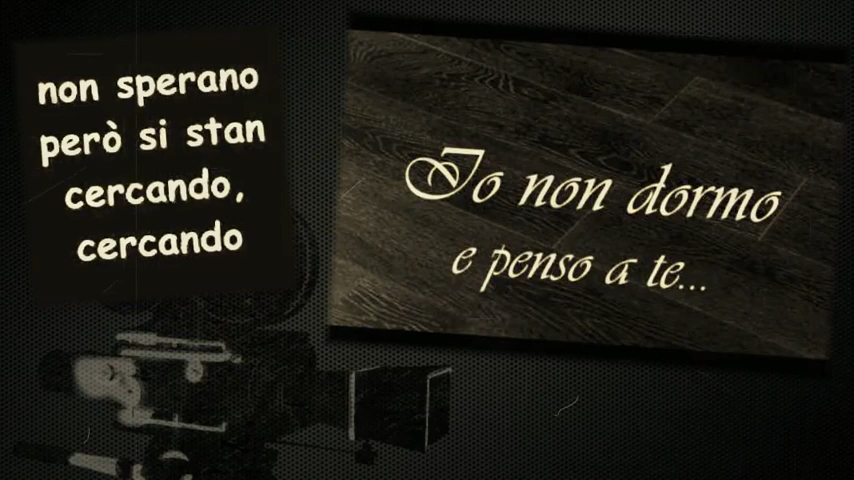 non sperano
però si stan
cercando,
cercando
Io non dormo
e penso a te...